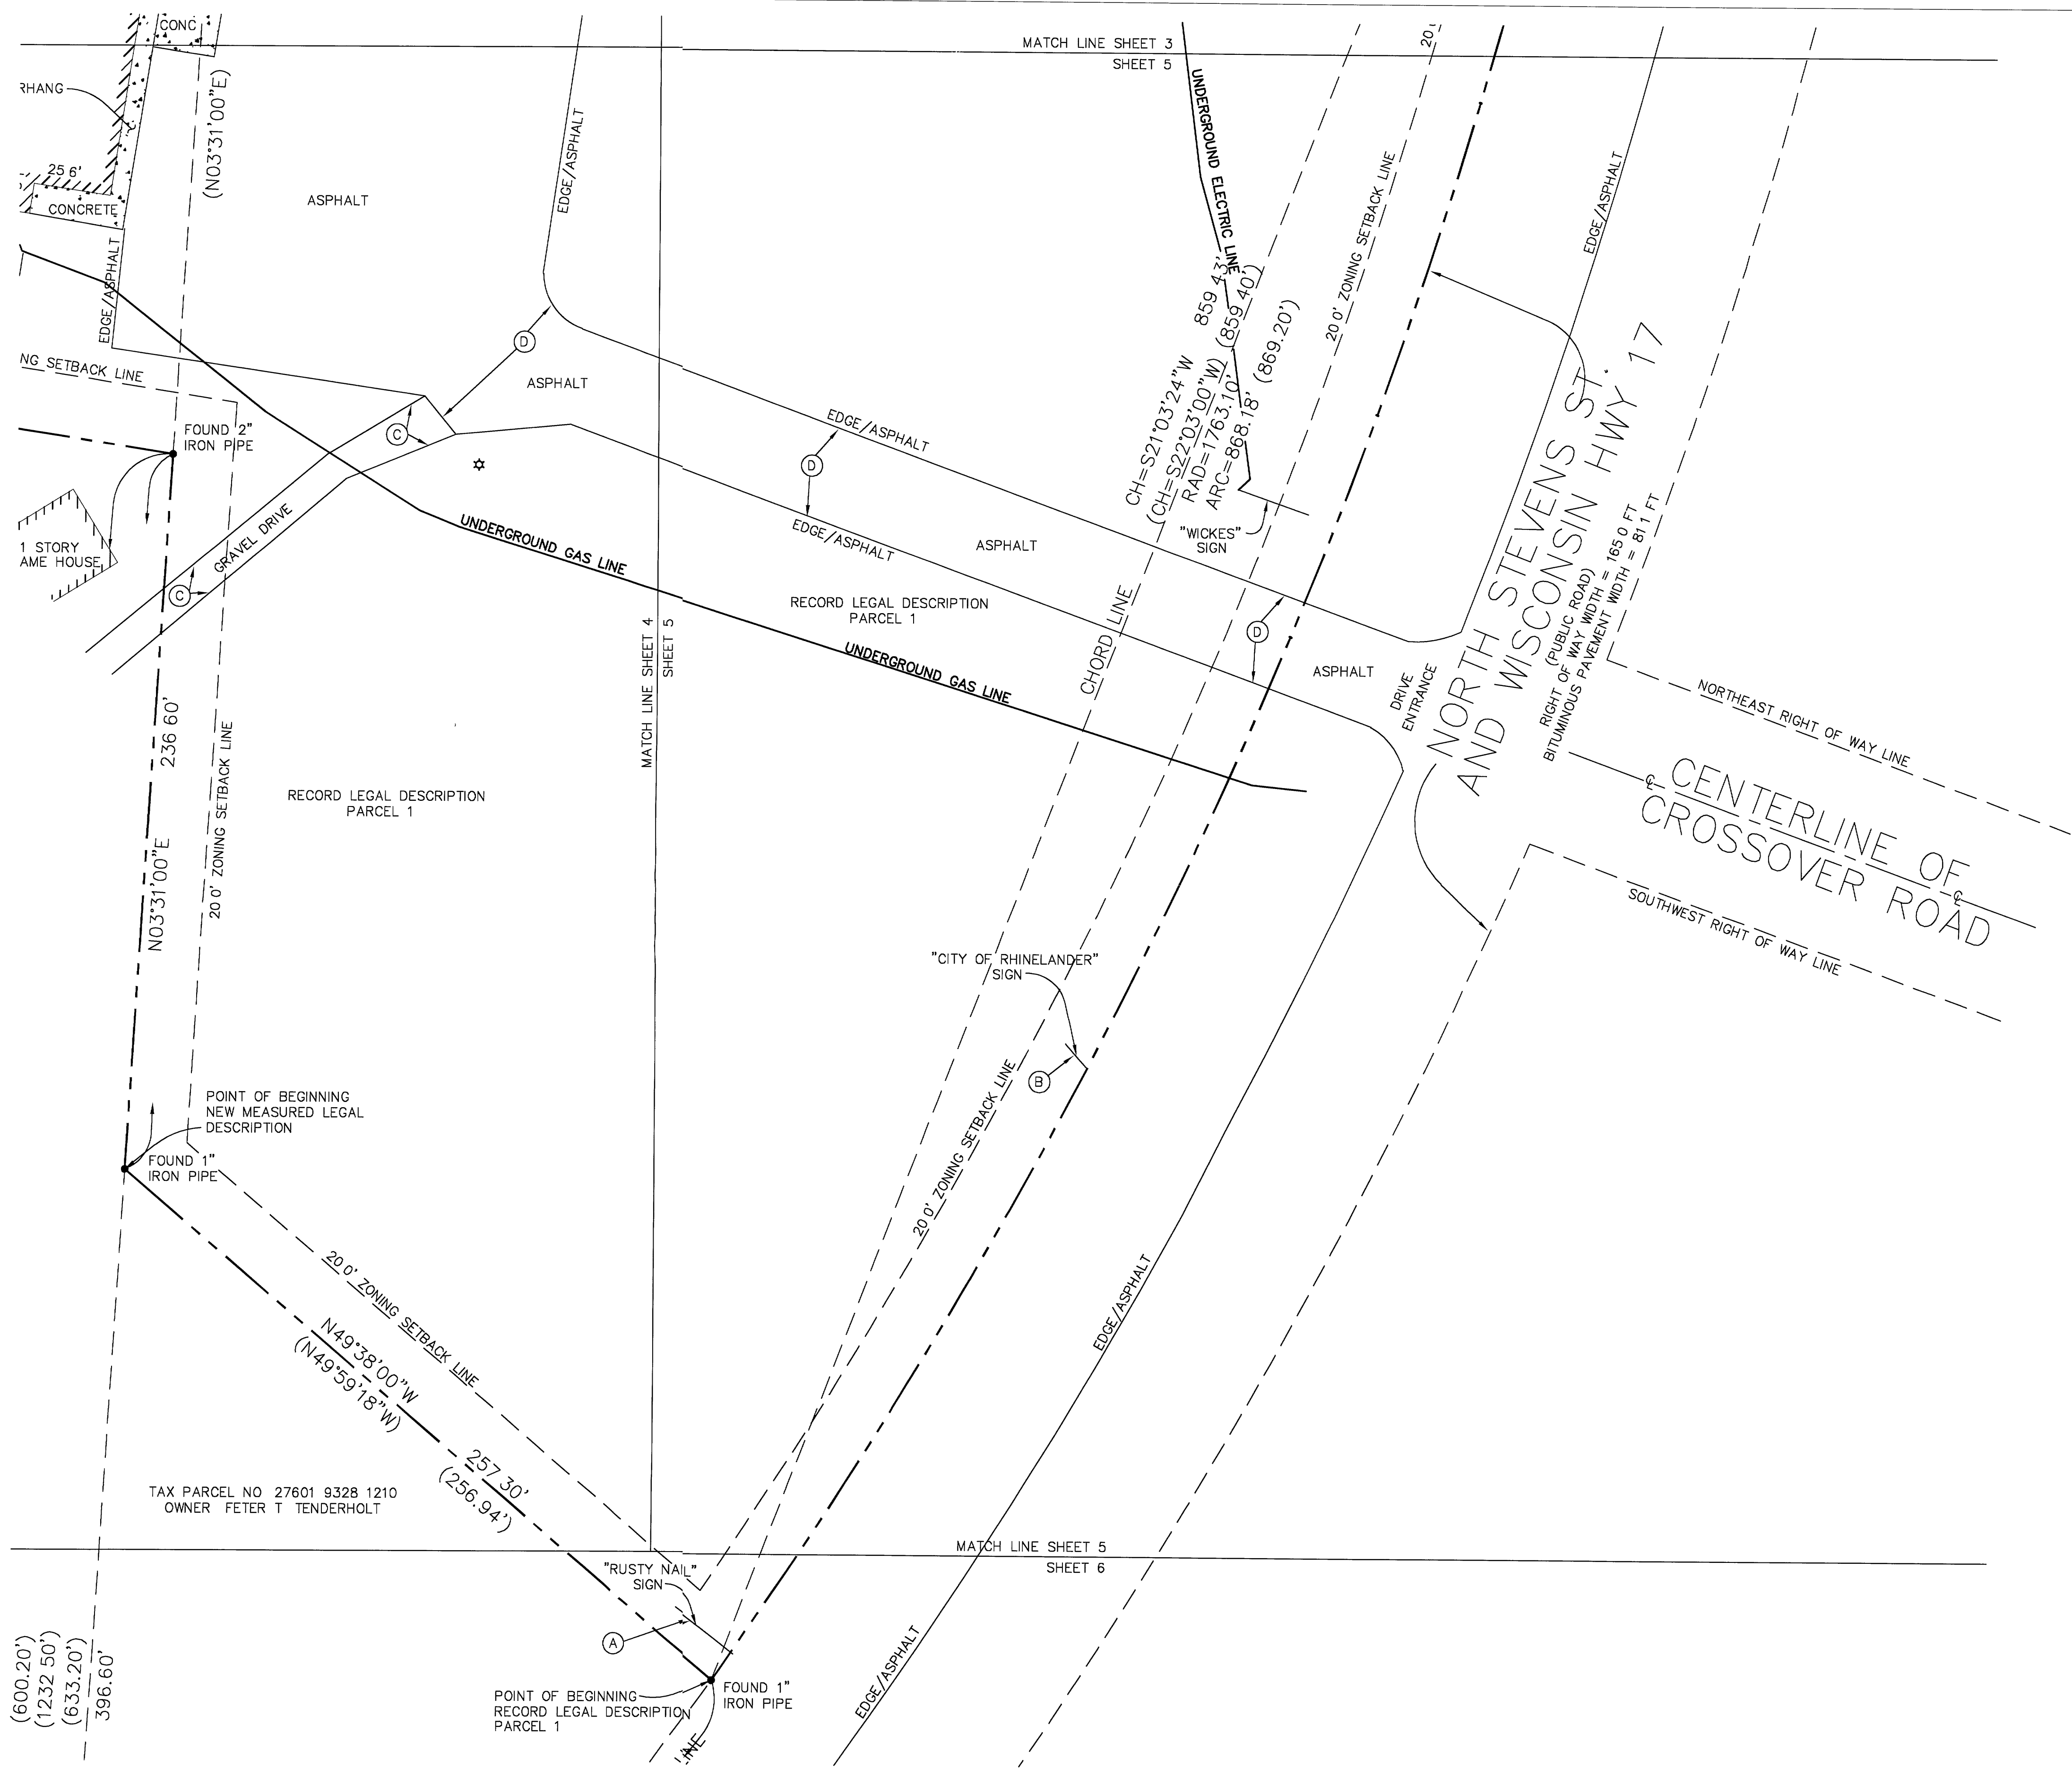 CONC
MATCH LINE SHEET 3
SHEET 5
20
RHANG
(N03°31'00"E)
UNDERGROUND ELECTRIC LINE
EDGE/ASPHALT
ASPHALT
EDGE/ASPHALT
20 0' ZONING SETBACK LINE
25 6'
CONCRETE
EDGE/ASPHALT
CH=S21°03'24"W 859 43'
(CH=S22°03'00"W) (859 40')
RAD=1763.10'
ARC=868.18' (869.20')
D
NG SETBACK LINE
ASPHALT
FOUND 2"
IRON PIPE
C
EDGE/ASPHALT
D
EDGE/ASPHALT
ASPHALT
"WICKES"
SIGN
NORTH STEVENS ST.
AND WISCONSIN HWY 17
(PUBLIC ROAD)
RIGHT OF WAY WIDTH = 165 0 FT
BITUMINOUS PAVEMENT WIDTH = 81 1 FT
1 STORY
AME HOUSE
GRAVEL DRIVE
C
UNDERGROUND GAS LINE
RECORD LEGAL DESCRIPTION
PARCEL 1
CHORD LINE
D
ASPHALT
DRIVE
ENTRANCE
MATCH LINE SHEET 4
SHEET 5
UNDERGROUND GAS LINE
NORTHEAST RIGHT OF WAY LINE
℄
CENTERLINE OF
CROSSOVER ROAD
℄
SOUTHWEST RIGHT OF WAY LINE
N03°31'00"E 236 60'
20 0' ZONING SETBACK LINE
RECORD LEGAL DESCRIPTION
PARCEL 1
"CITY OF RHINELANDER"
SIGN
B
20 0' ZONING SETBACK LINE
POINT OF BEGINNING
NEW MEASURED LEGAL
DESCRIPTION
FOUND 1"
IRON PIPE
20 0' ZONING SETBACK LINE
N49°38'00"W
(N49°59'18"W)
257 30'
(256.94')
EDGE/ASPHALT
TAX PARCEL NO 27601 9328 1210
OWNER FETER T TENDERHOLT
MATCH LINE SHEET 5
SHEET 6
"RUSTY NAIL"
SIGN
A
EDGE/ASPHALT
(600.20')
(1232 50')
(633.20')
396.60'
POINT OF BEGINNING
RECORD LEGAL DESCRIPTION
PARCEL 1
FOUND 1"
IRON PIPE
LINE